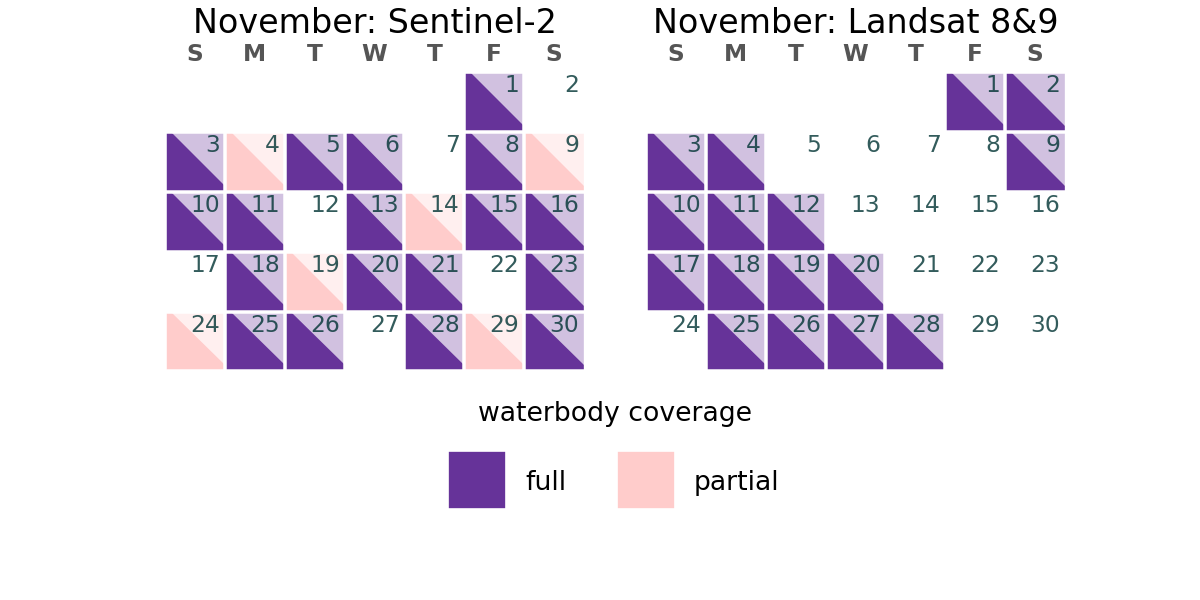 November: Sentinel-2
S M T W T F S
1 2
3 4 5 6 7 8 9
10 11 12 13 14 15 16
17 18 19 20 21 22 23
24 25 26 27 28 29 30
November: Landsat 8&9
S M T W T F S
1 2
3 4 5 6 7 8 9
10 11 12 13 14 15 16
17 18 19 20 21 22 23
24 25 26 27 28 29 30
waterbody coverage
full partial